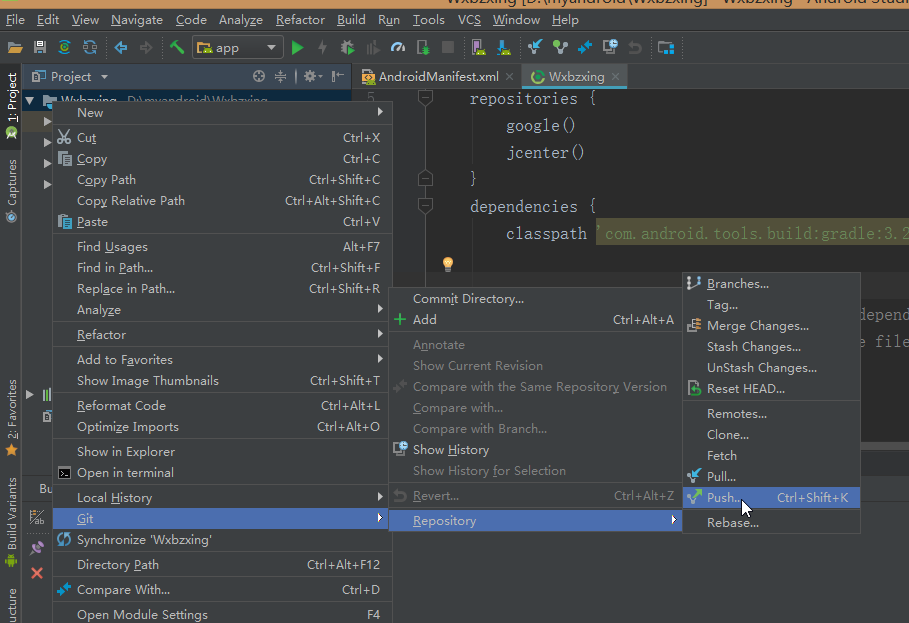 Wxbzxing [D:\myandroid\Wxbzxing] - Wxbzxing - Android Studio
File Edit View Navigate Code Analyze Refactor Build Run Tools VCS Window Help
app
1: Project
Captures
2: Favorites
Build Variants
Project
AndroidManifest.xml
Wxbzxing
Wxbzxing D:\myandroid\Wxbzxing
5
repositories {
google()
jcenter()
}
dependencies {
classpath 'com.android.tools.build:gradle:3.2
depend
e file
Bu
New
Cut Ctrl+X
Copy Ctrl+C
Copy Path Ctrl+Shift+C
Copy Relative Path Ctrl+Alt+Shift+C
Paste Ctrl+V
Find Usages Alt+F7
Find in Path... Ctrl+Shift+F
Replace in Path... Ctrl+Shift+R
Analyze
Refactor
Add to Favorites
Show Image Thumbnails Ctrl+Shift+T
Reformat Code Ctrl+Alt+L
Optimize Imports Ctrl+Alt+O
Show in Explorer
Open in terminal
Local History
Git
Synchronize 'Wxbzxing'
Directory Path Ctrl+Alt+F12
Compare With... Ctrl+D
Open Module Settings F4
Commit Directory...
Add Ctrl+Alt+A
Annotate
Show Current Revision
Compare with the Same Repository Version
Compare with...
Compare with Branch...
Show History
Show History for Selection
Revert... Ctrl+Alt+Z
Repository
Branches...
Tag...
Merge Changes...
Stash Changes...
UnStash Changes...
Reset HEAD...
Remotes...
Clone...
Fetch
Pull...
Push... Ctrl+Shift+K
Rebase...